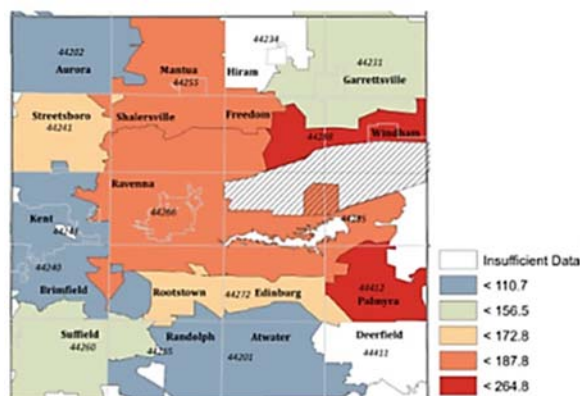 44202
Aurora
Mantua
44255
44234
Hiram
44231
Garrettsville
Streetsboro
44241
Shalersville
Freedom
44288
Windham
Ravenna
44266
Kent
44240
Brimfield
44285
44412
Palmyra
Rootstown
44272
Edinburg
Suffield
44260
Randolph
Atwater
44201
Deerfield
44411
Insufficient Data
< 110.7
< 156.5
< 172.8
< 187.8
< 264.8